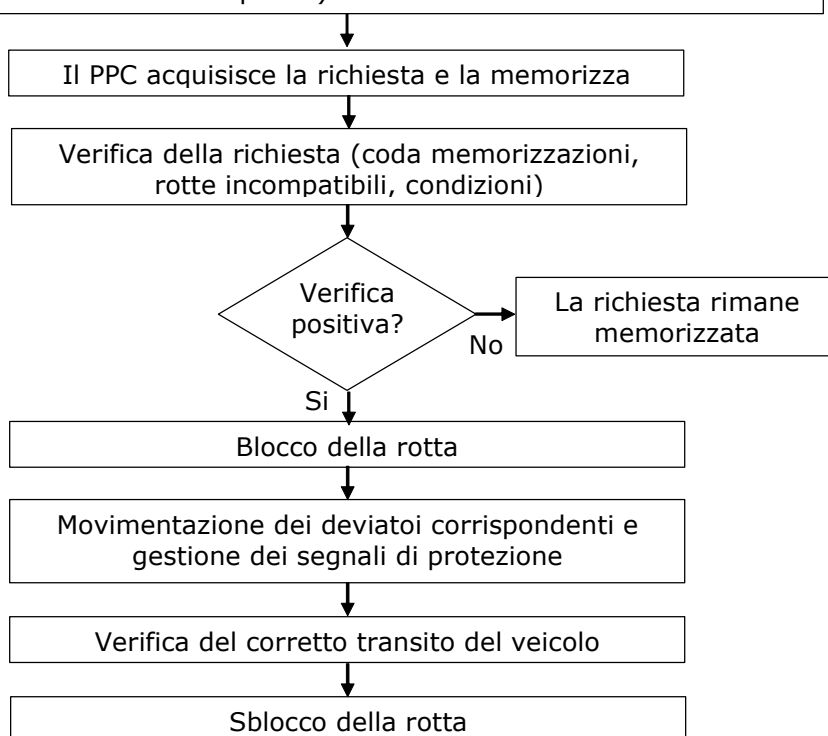 Il PPC acquisisce la richiesta e la memorizza
Verifica della richiesta (coda memorizzazioni,
rotte incompatibili, condizioni)
Verifica
positiva?
No
La richiesta rimane
memorizzata
Si
Blocco della rotta
Movimentazione dei deviatoi corrispondenti e
gestione dei segnali di protezione
Verifica del corretto transito del veicolo
Sblocco della rotta